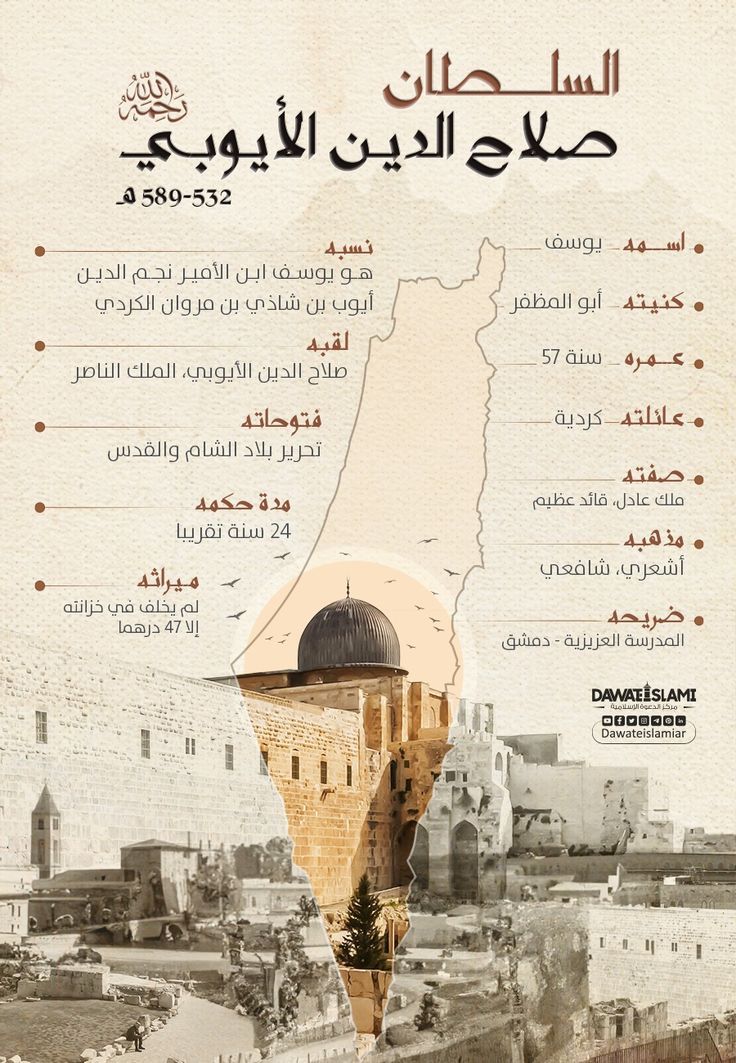 السلطان
صلاح الدين الأيوبي
رحمه الله
532-589 هـ
اسمه يوسف
كنيته أبو المظفر
عمره 57 سنة
عائلته كردية
صفته
ملك عادل، قائد عظيم
مذهبه
أشعري، شافعي
ضريحه
المدرسة العزيزية - دمشق
نسبه
هو يوسف ابن الأمير نجم الدين
أيوب بن شاذي بن مروان الكردي
لقبه
صلاح الدين الأيوبي، الملك الناصر
فتوحاته
تحرير بلاد الشام والقدس
مدة حكمه
24 سنة تقريبا
ميراثه
لم يخلف في خزانته
إلا 47 درهما
DAWATEISLAMI
مركز الدعوة الإسلامية
Dawateislamiar